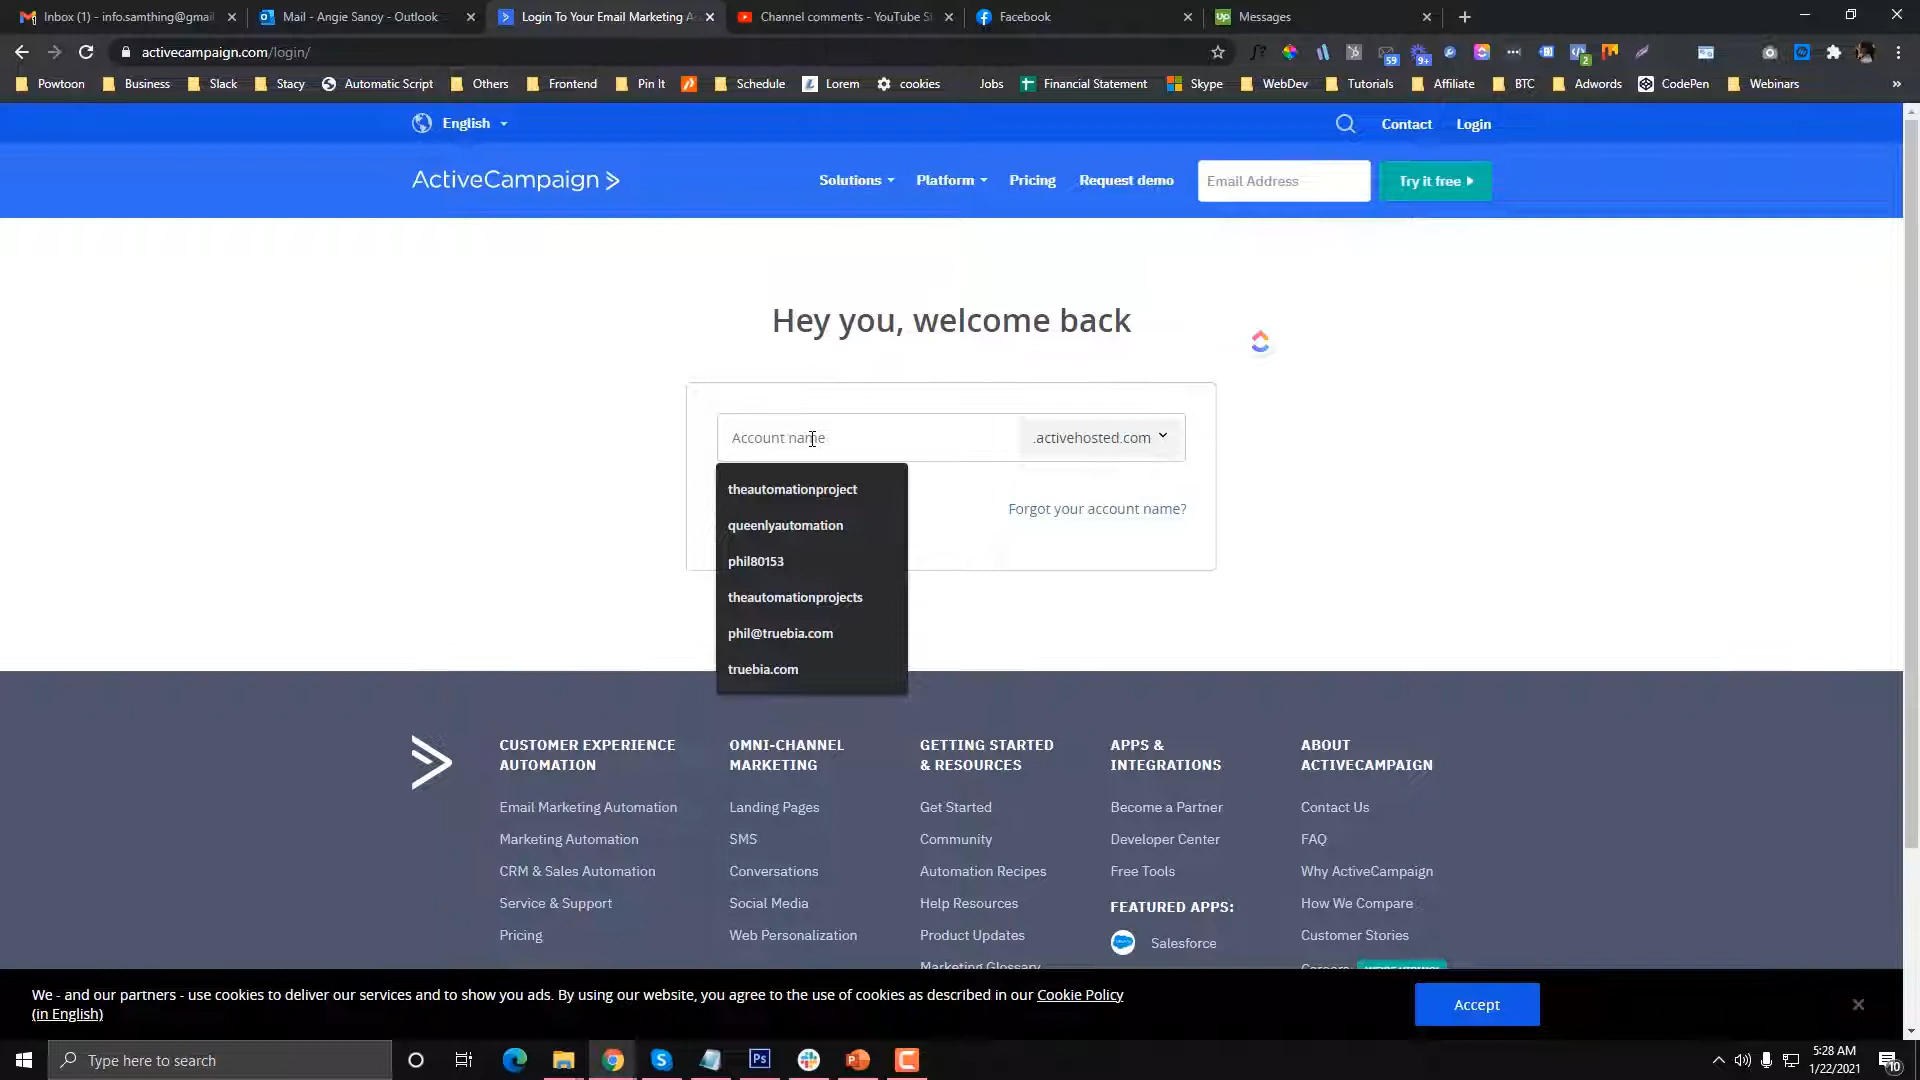 Inbox (1) - info.samthing@gmail
Mail - Angie Sanoy - Outlook
Login To Your Email Marketing A
Channel comments - YouTube St
Facebook
Up
Messages
activecampaign.com/login/
59
9+
2
Powtoon
Business
Slack
Stacy
Automatic Script
Others
Frontend
Pin It
Schedule
Lorem
cookies
Jobs
Financial Statement
Skype
WebDev
Tutorials
Affiliate
BTC
Adwords
CodePen
Webinars
English
Contact
Login
ActiveCampaign
Solutions
Platform
Pricing
Request demo
Email Address
Try it free
Hey you, welcome back
Account name
.activehosted.com
theautomationproject
queenlyautomation
phil80153
theautomationprojects
phil@truebia.com
truebia.com
Forgot your account name?
CUSTOMER EXPERIENCE
AUTOMATION
Email Marketing Automation
Marketing Automation
CRM & Sales Automation
Service & Support
Pricing
OMNI-CHANNEL
MARKETING
Landing Pages
SMS
Conversations
Social Media
Web Personalization
GETTING STARTED
& RESOURCES
Get Started
Community
Automation Recipes
Help Resources
Product Updates
Marketing Glossary
APPS &
INTEGRATIONS
Become a Partner
Developer Center
Free Tools
FEATURED APPS:
Salesforce
ABOUT
ACTIVECAMPAIGN
Contact Us
FAQ
Why ActiveCampaign
How We Compare
Customer Stories
Careers
We - and our partners - use cookies to deliver our services and to show you ads. By using our website, you agree to the use of cookies as described in our Cookie Policy
(in English)
Accept
Type here to search
Ps
5:28 AM
1/22/2021
10